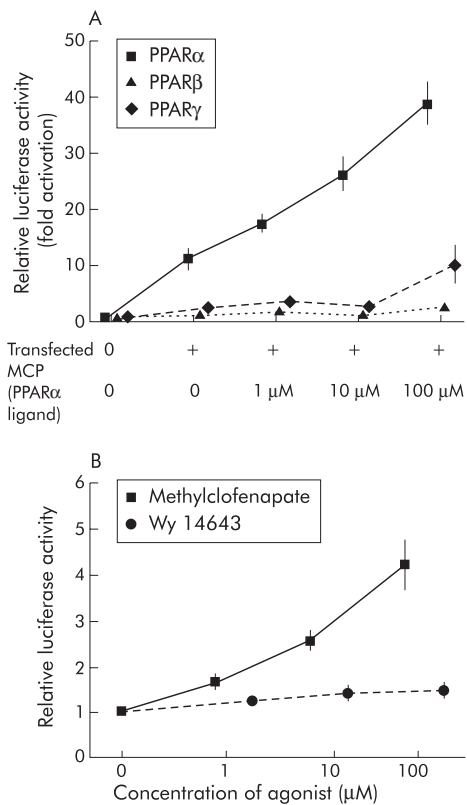 A
50
40
30
20
10
0
Relative luciferase activity
(fold activation)
PPARα
PPARβ
PPARγ
Transfected 0 + + + +
MCP
(PPARα 0 0 1 μM 10 μM 100 μM
ligand)
B
6
5
4
3
2
1
0
Relative luciferase activity
Methylclofenapate
Wy 14643
0 1 10 100
Concentration of agonist (μM)